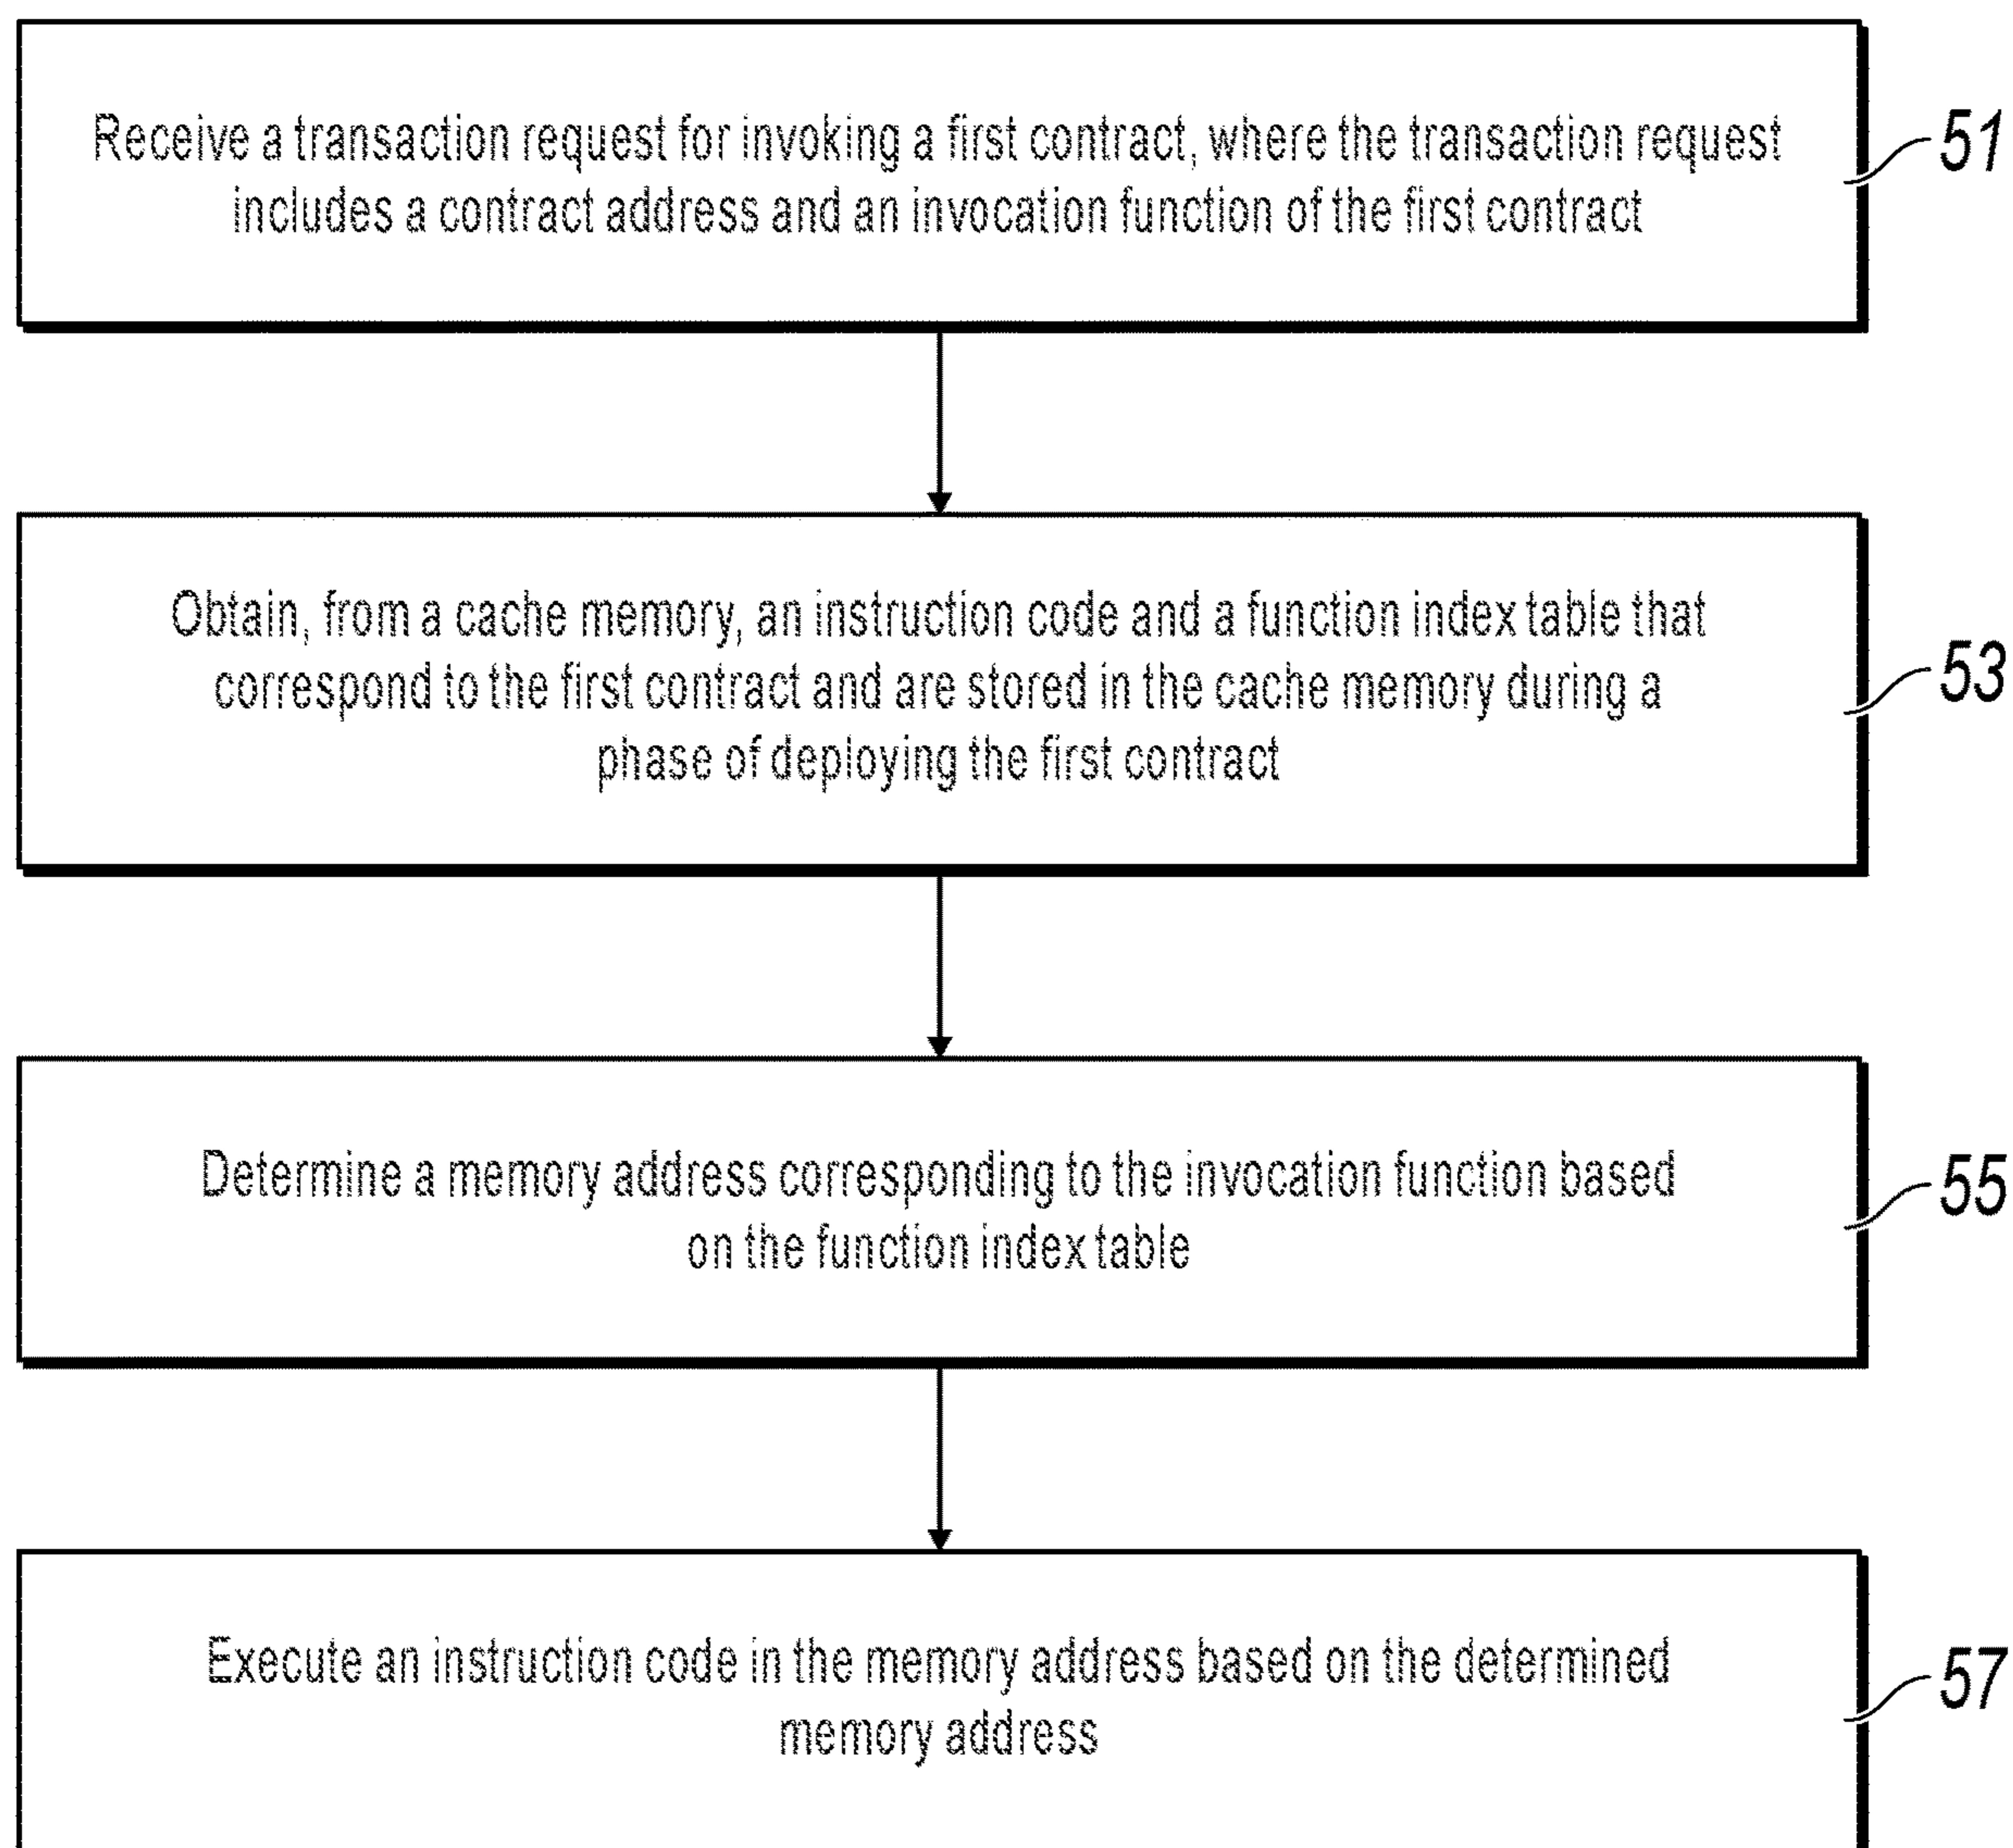 Receive a transaction request for invoking a first contract, where the transaction request
includes a contract address and an invocation function of the first contract
51
Obtain, from a cache memory, an instruction code and a function index table that
correspond to the first contract and are stored in the cache memory during a
phase of deploying the first contract
53
Determine a memory address corresponding to the invocation function based
on the function index table
55
Execute an instruction code in the memory address based on the determined
memory address
57